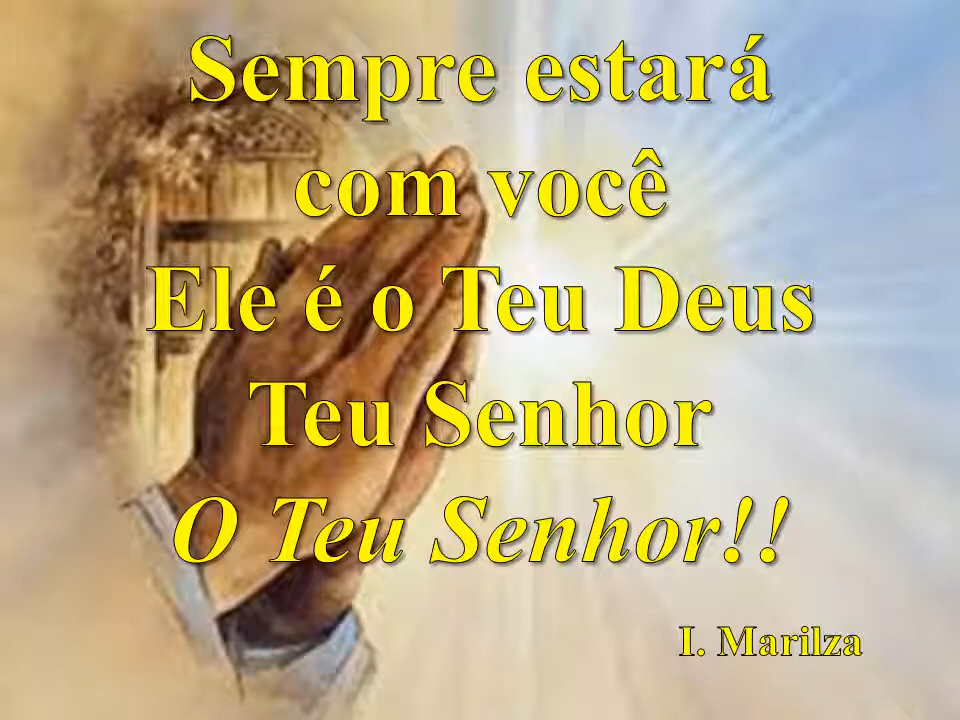 Sempre estará
com você
Ele é o Teu Deus
Teu Senhor
O Teu Senhor!!
I. Marilza